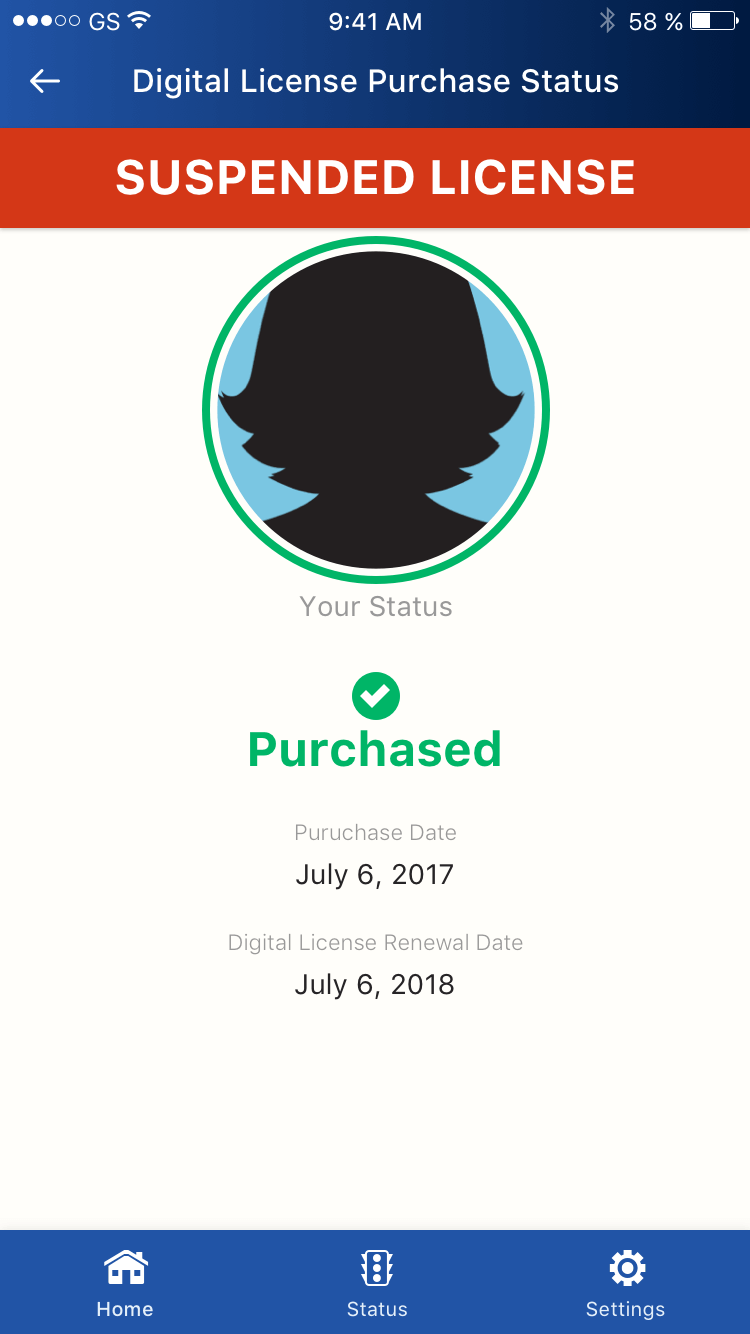 GS 9:41 AM 58 %
Digital License Purchase Status
SUSPENDED LICENSE
Your Status
Purchased
Puruchase Date
July 6, 2017
Digital License Renewal Date
July 6, 2018
Home Status Settings